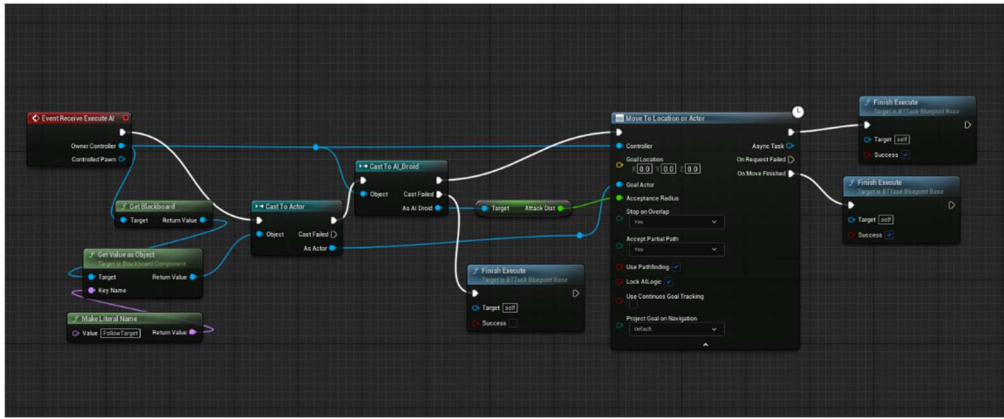 Event Receive Execute AI
Owner Controller
Controlled Pawn
Get Blackboard
Target Return Value
Get Value as Object
Target is Blackboard Component
Target Return Value
Key Name
Make Literal Name
Value FollowTarget Return Value
Cast To Actor
Object Cast Failed
As Actor
Cast To AI_Droid
Object Cast Failed
As AI Droid
Target Attack Dist
Finish Execute
Target is BTTask Blueprint Base
Target self
Success
Move To Location or Actor
Controller Async Task
Goal Location On Request Failed
X 0.0 Y 0.0 Z 0.0 On Move Finished
Goal Actor
Acceptance Radius
Stop on Overlap
Yes
Accept Partial Path
Yes
Use Pathfinding
Lock AILogic
Use Continuos Goal Tracking
Project Goal on Navigation
Default
Finish Execute
Target is BTTask Blueprint Base
Target self
Success
Finish Execute
Target is BTTask Blueprint Base
Target self
Success